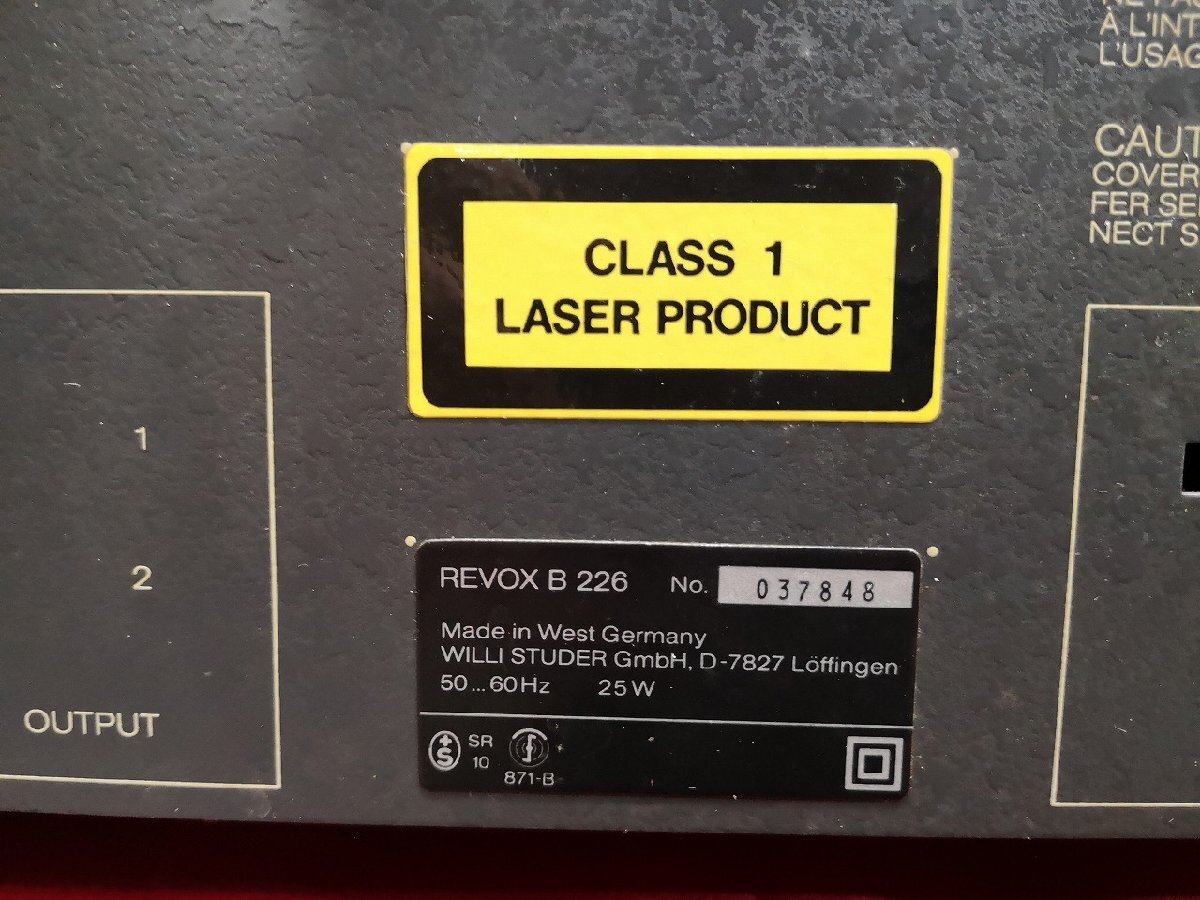 À L'INT
L'USAG
CAUT
COVER
FER SE
NECT S
CLASS 1
LASER PRODUCT
1
2
OUTPUT
REVOX B 226 No. 037848
Made in West Germany
WILLI STUDER GmbH, D-7827 Löffingen
50...60Hz 25W
+S SR
10
871-B